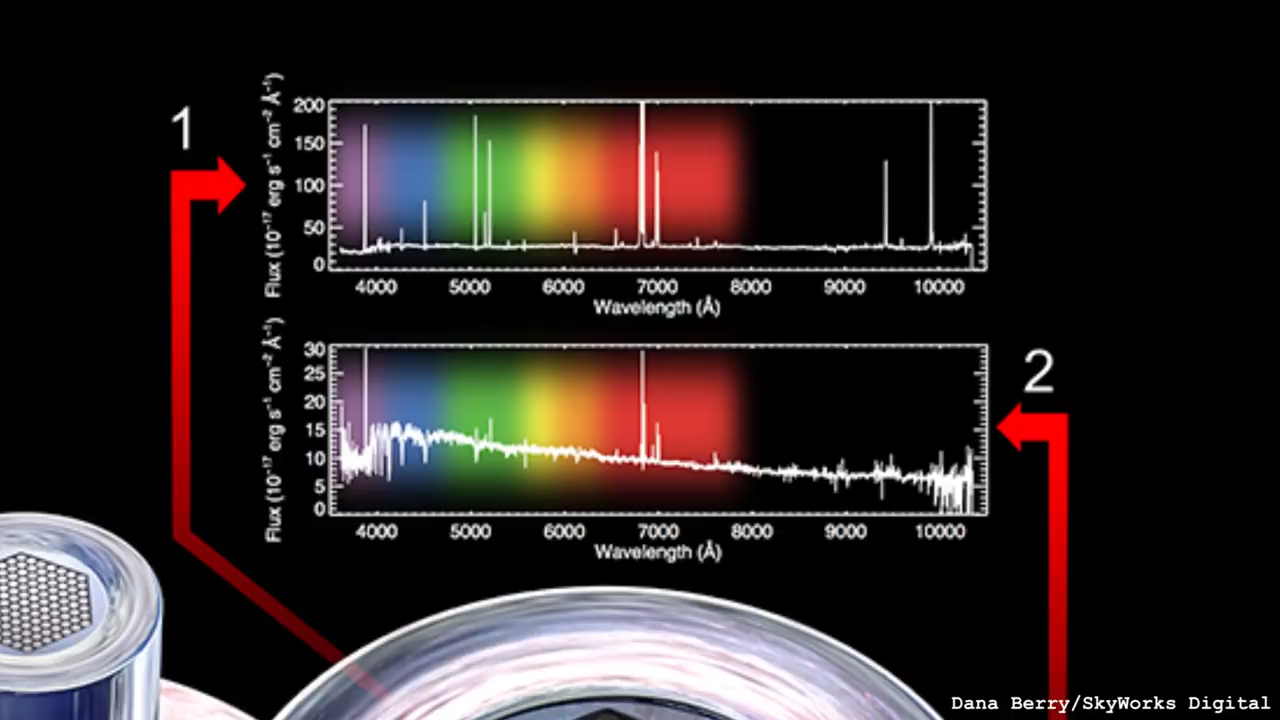 1
Flux (10⁻¹⁷ erg s⁻¹ cm⁻² Å⁻¹)
200
150
100
50
0
4000 5000 6000 7000 8000 9000 10000
Wavelength (Å)
2
Flux (10⁻¹⁷ erg s⁻¹ cm⁻² Å⁻¹)
30
25
20
15
10
5
0
4000 5000 6000 7000 8000 9000 10000
Wavelength (Å)
Dana Berry/SkyWorks Digital